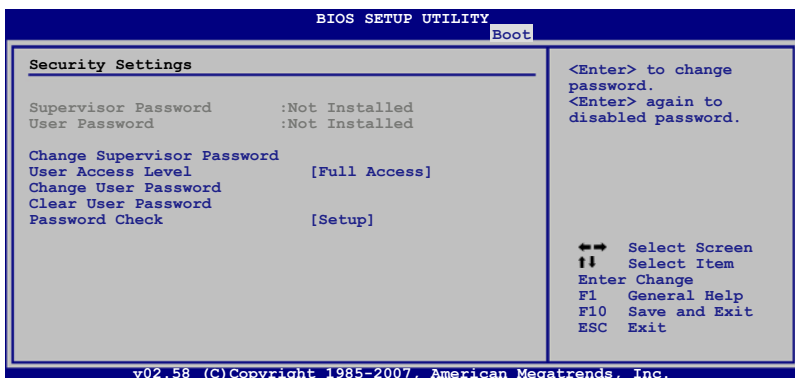 BIOS SETUP UTILITY
Boot
Security Settings
Supervisor Password :Not Installed
User Password :Not Installed
Change Supervisor Password
User Access Level [Full Access]
Change User Password
Clear User Password
Password Check [Setup]
<Enter> to change
password.
<Enter> again to
disabled password.
←→ Select Screen
↑↓ Select Item
Enter Change
F1 General Help
F10 Save and Exit
ESC Exit
v02.58 (C)Copyright 1985-2007, American Megatrends, Inc.